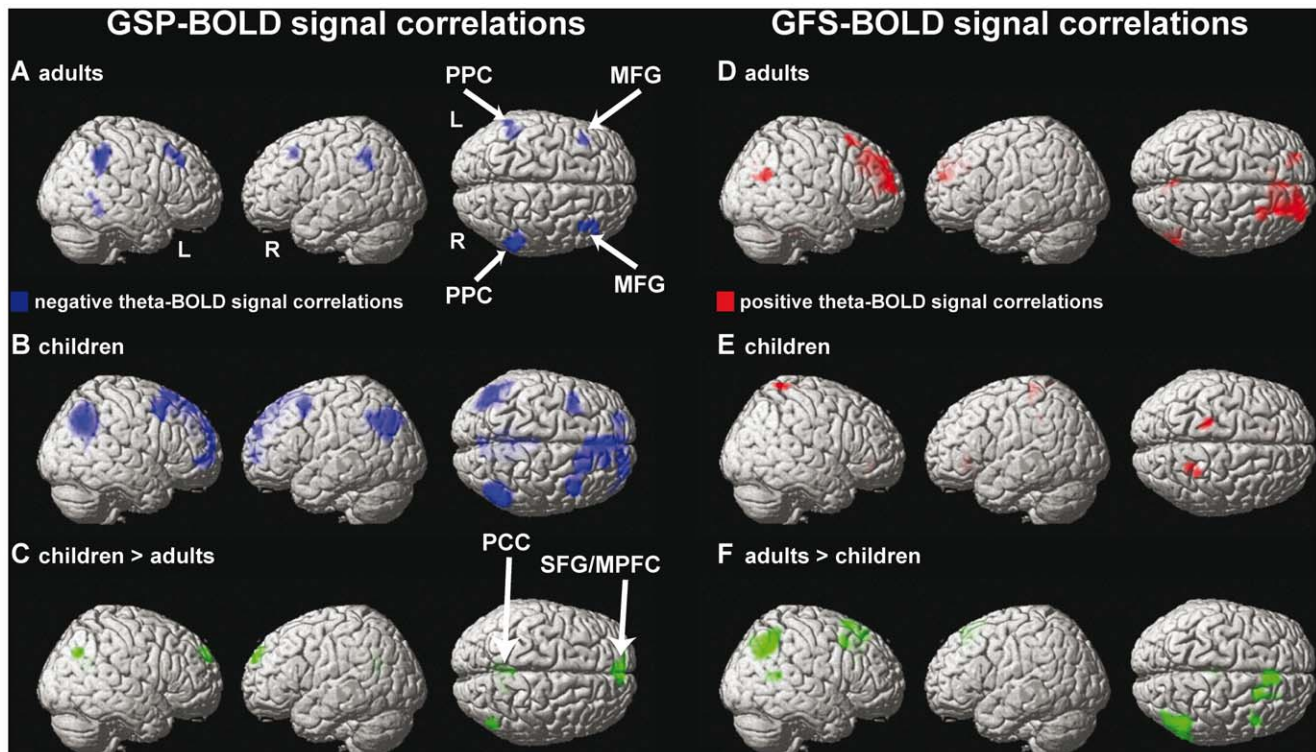 GSP-BOLD signal correlations
A adults
PPC
MFG
L
R
L
R
PPC
MFG
negative theta-BOLD signal correlations
B children
C children > adults
PCC
SFG/MPFC
GFS-BOLD signal correlations
D adults
positive theta-BOLD signal correlations
E children
F adults > children